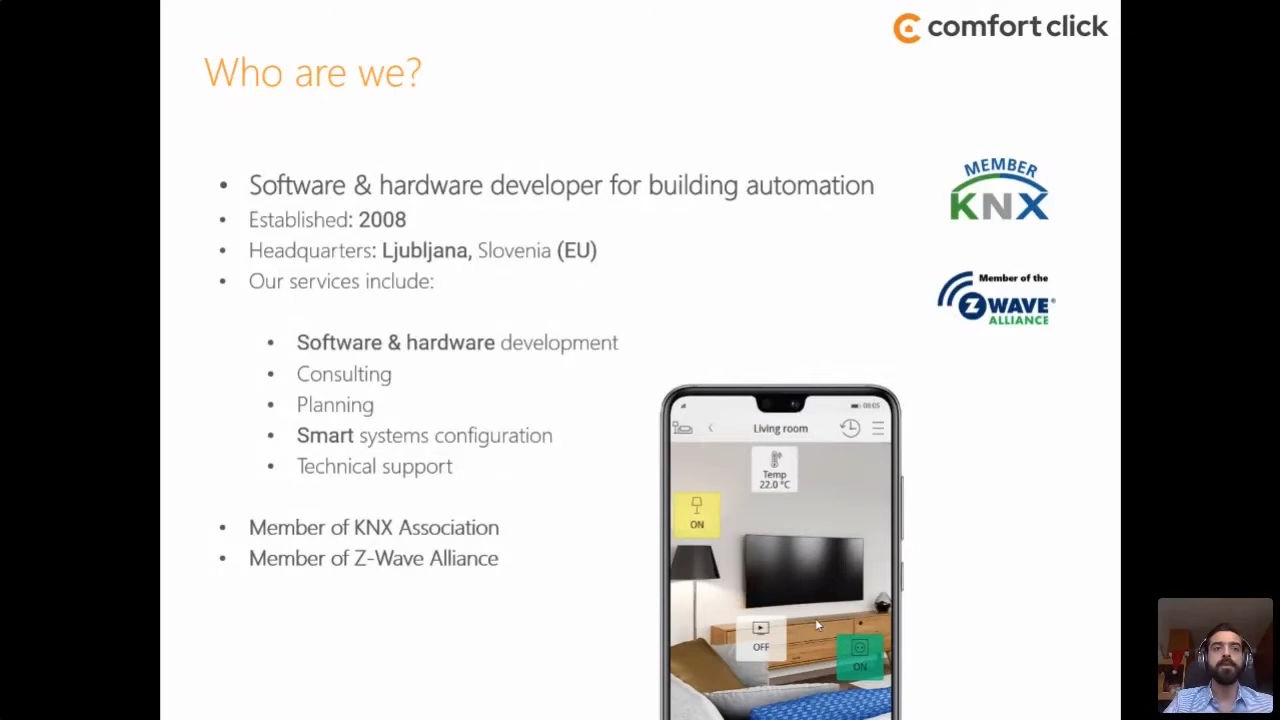 comfort click
Who are we?
• Software & hardware developer for building automation
• Established: 2008
• Headquarters: Ljubljana, Slovenia (EU)
• Our services include:
• Software & hardware development
• Consulting
• Planning
• Smart systems configuration
• Technical support
• Member of KNX Association
• Member of Z-Wave Alliance
MEMBER
KNX
Member of the
Z WAVE
ALLIANCE
08:05
Living room
Temp
22.0 °C
ON
OFF
ON